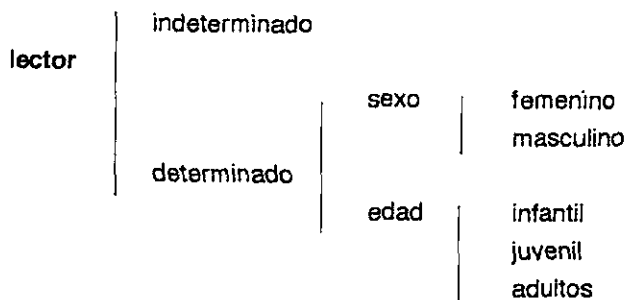 indeterminado
lector
sexo femenino
masculino
determinado
edad infantil
juvenil
adultos